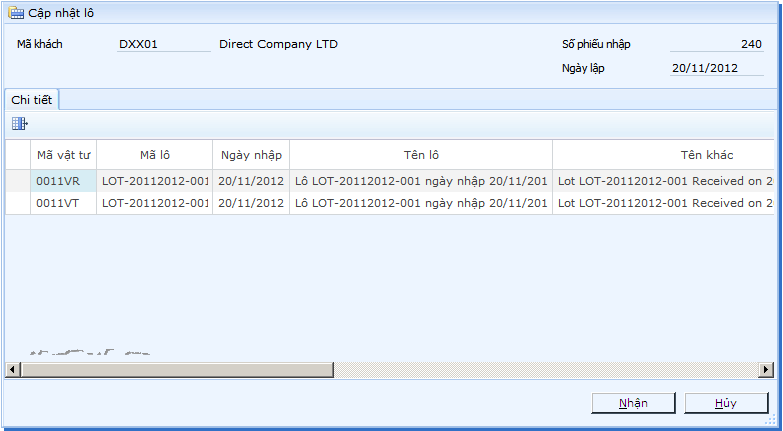 Cập nhật lô
Mã khách DXX01 Direct Company LTD Số phiếu nhập 240
Ngày lập 20/11/2012
Chi tiết
Mã vật tư Mã lô Ngày nhập Tên lô Tên khác
0011VR LOT-20112012-001 20/11/2012 Lô LOT-20112012-001 ngày nhập 20/11/201 Lot LOT-20112012-001 Received on 2
0011VT LOT-20112012-001 20/11/2012 Lô LOT-20112012-001 ngày nhập 20/11/201 Lot LOT-20112012-001 Received on 2
Nhận Hủy